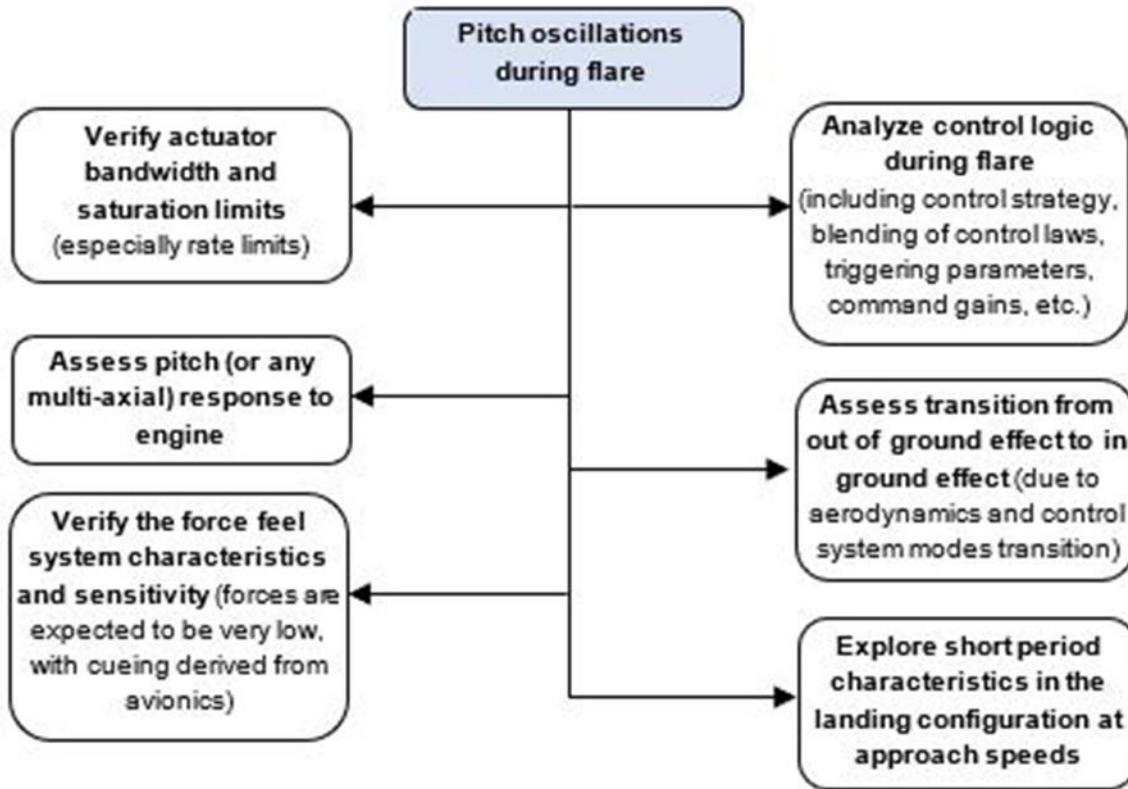 Pitch oscillations
during flare
Verify actuator
bandwidth and
saturation limits
(especially rate limits)
Analyze control logic
during flare
(including control strategy,
blending of control laws,
triggering parameters,
command gains, etc.)
Assess pitch (or any
multi-axial) response to
engine
Assess transition from
out of ground effect to in
ground effect (due to
aerodynamics and control
system modes transition)
Verify the force feel
system characteristics
and sensitivity (forces are
expected to be very low,
with cueing derived from
avionics)
Explore short period
characteristics in the
landing configuration at
approach speeds